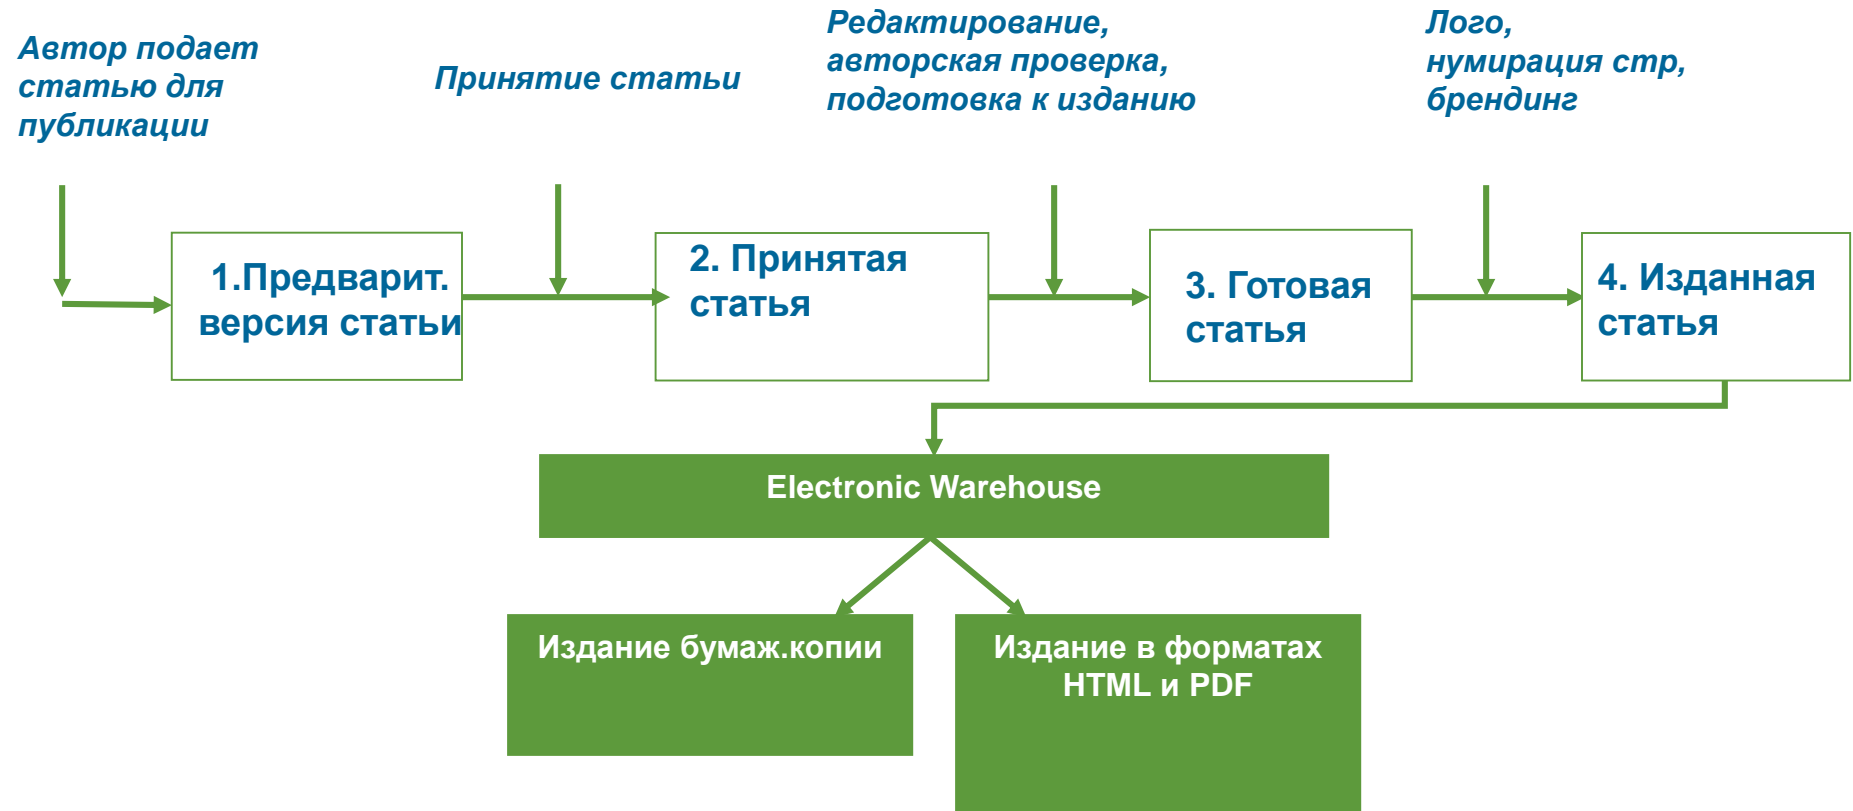 Автор подает
статью для
публикации
Принятие статьи
Редактирование,
авторская проверка,
подготовка к изданию
Лого,
нумирация стр,
брендинг
1.Предварит.
версия статьи
2. Принятая
статья
3. Готовая
статья
4. Изданная
статья
Electronic Warehouse
Издание бумаж.копии
Издание в форматах
HTML и PDF